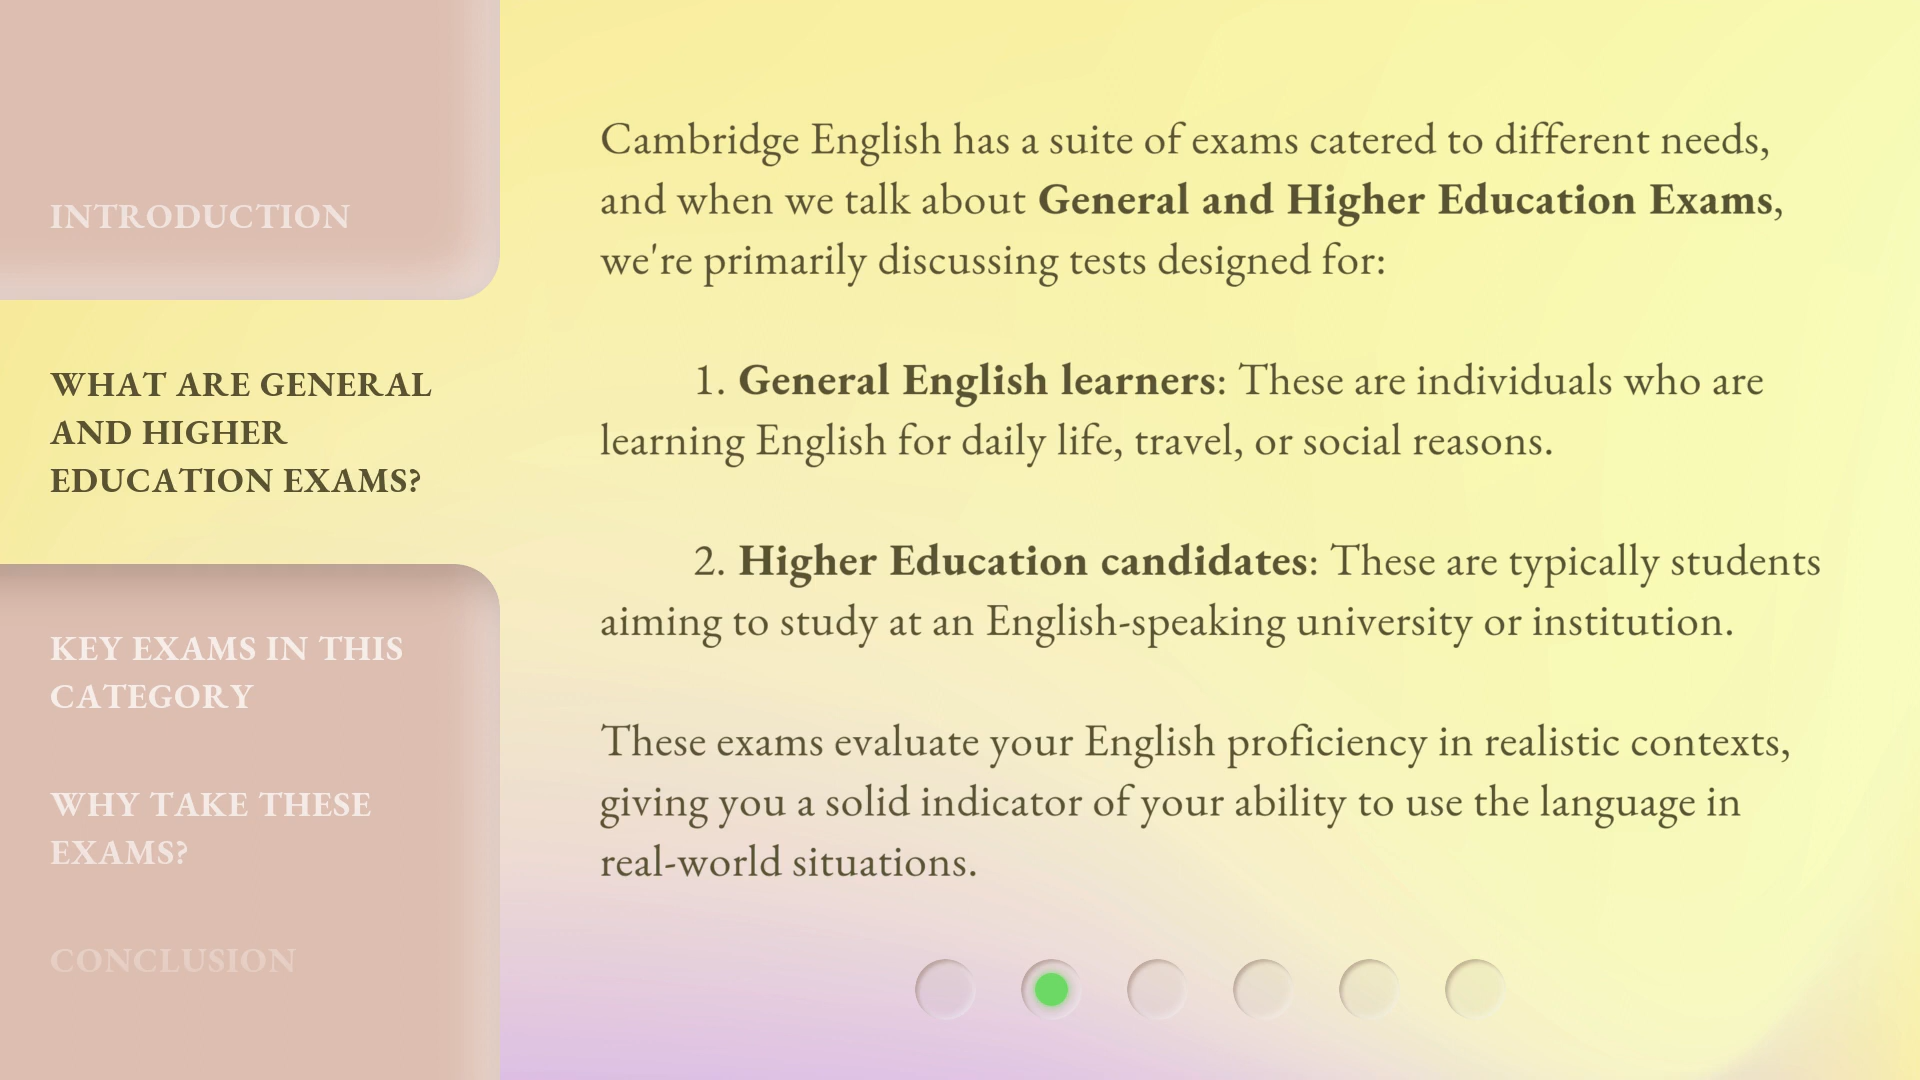 INTRODUCTION
WHAT ARE GENERAL
AND HIGHER
EDUCATION EXAMS?
KEY EXAMS IN THIS
CATEGORY
WHY TAKE THESE
EXAMS?
CONCLUSION
Cambridge English has a suite of exams catered to different needs,
and when we talk about General and Higher Education Exams,
we're primarily discussing tests designed for:
1. General English learners: These are individuals who are
learning English for daily life, travel, or social reasons.
2. Higher Education candidates: These are typically students
aiming to study at an English-speaking university or institution.
These exams evaluate your English proficiency in realistic contexts,
giving you a solid indicator of your ability to use the language in
real-world situations.